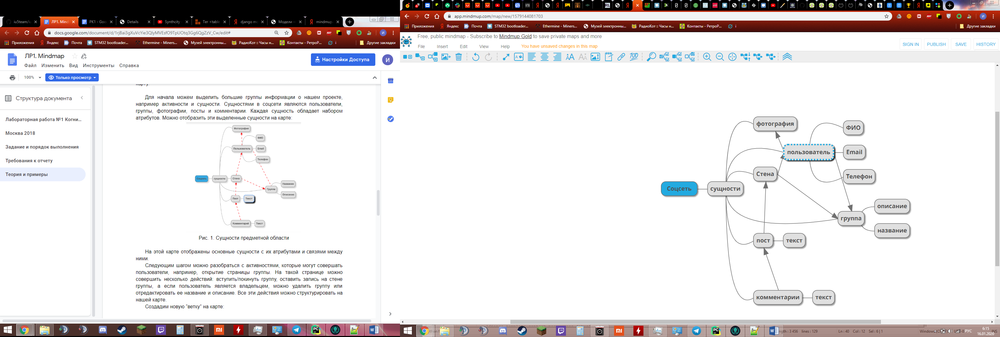 iu5team/iu
ЛР1. Mind
РК1 - Goo
Details
Synthcity -
Тег <table
django mo
Модели —
mindmup.
docs.google.com/document/d/1rjBai3gXuVcYie3QIyMVEsfO9TpUOtq3Gg6QgZzV_Cw/edit#
Приложения
Яндекс
Почта
STM32 bootloader...
Ethermine - Miners...
Музей электронны...
РадиоКот :: Часы н...
Контакты - РетроР...
i
Другие закладки
ЛР1. Mindmap
Файл Изменить Вид Инструменты Справка
Настройки Доступа
И
100%
Только просмотр
Структура документа
Лабораторная работа №1 Когни...
Москва 2018
Задание и порядок выполнения
Требования к отчету
Теория и примеры
карту.
Для начала можем выделить большие группы информации о нашем проекте,
например активности и сущности. Сущностями в соцсети являются пользователи,
группы, фотографии, посты и комментарии. Каждая сущность обладает набором
атрибутов. Можно отобразить эти выделенные сущности на карте:
Фотография
ФИО
Пользователь
Email
Телефон
Соцсеть
сущности
Стена
Название
Группа
Описание
Пост
Текст
Комментарий
Текст
Рис. 1. Сущности предметной области
На этой карте отображены основные сущности с их атрибутами и связями между
ними.
Следующим шагом можно разобраться с активностями, которые могут совершать
пользователи, например, открытие страницы группы. На такой странице можно
совершить несколько действий: вступить/покинуть группу, оставить запись на стене
группы, а если пользователь является владельцем, можно удалить группу или
отредактировать ее название и описание. Все эти действия можно структурировать на
нашей карте.
Создадим новую “ветку” на карте:
app.mindmup.com/map/new/1579144081703
Приложения
Яндекс
Почта
STM32 bootloader...
Ethermine - Miners...
Музей электронны...
РадиоКот :: Часы н...
Контакты - РетроР...
i
Другие закладки
Free, public mindmap - Subscribe to Mindmup Gold to save private maps and more
File Insert Edit View Help You have unsaved changes in this map
SIGN IN PUBLISH SAVE HISTORY
фотография
ФИО
пользователь
Email
Стена
Телефон
Соцсеть
сущности
описание
группа
название
пост
текст
комментарии
текст
ngth : 3 456 lines : 129
Ln : 40 Col : 12 Sel : 6 | 1
РУС
6:15
16.01.2020
INS